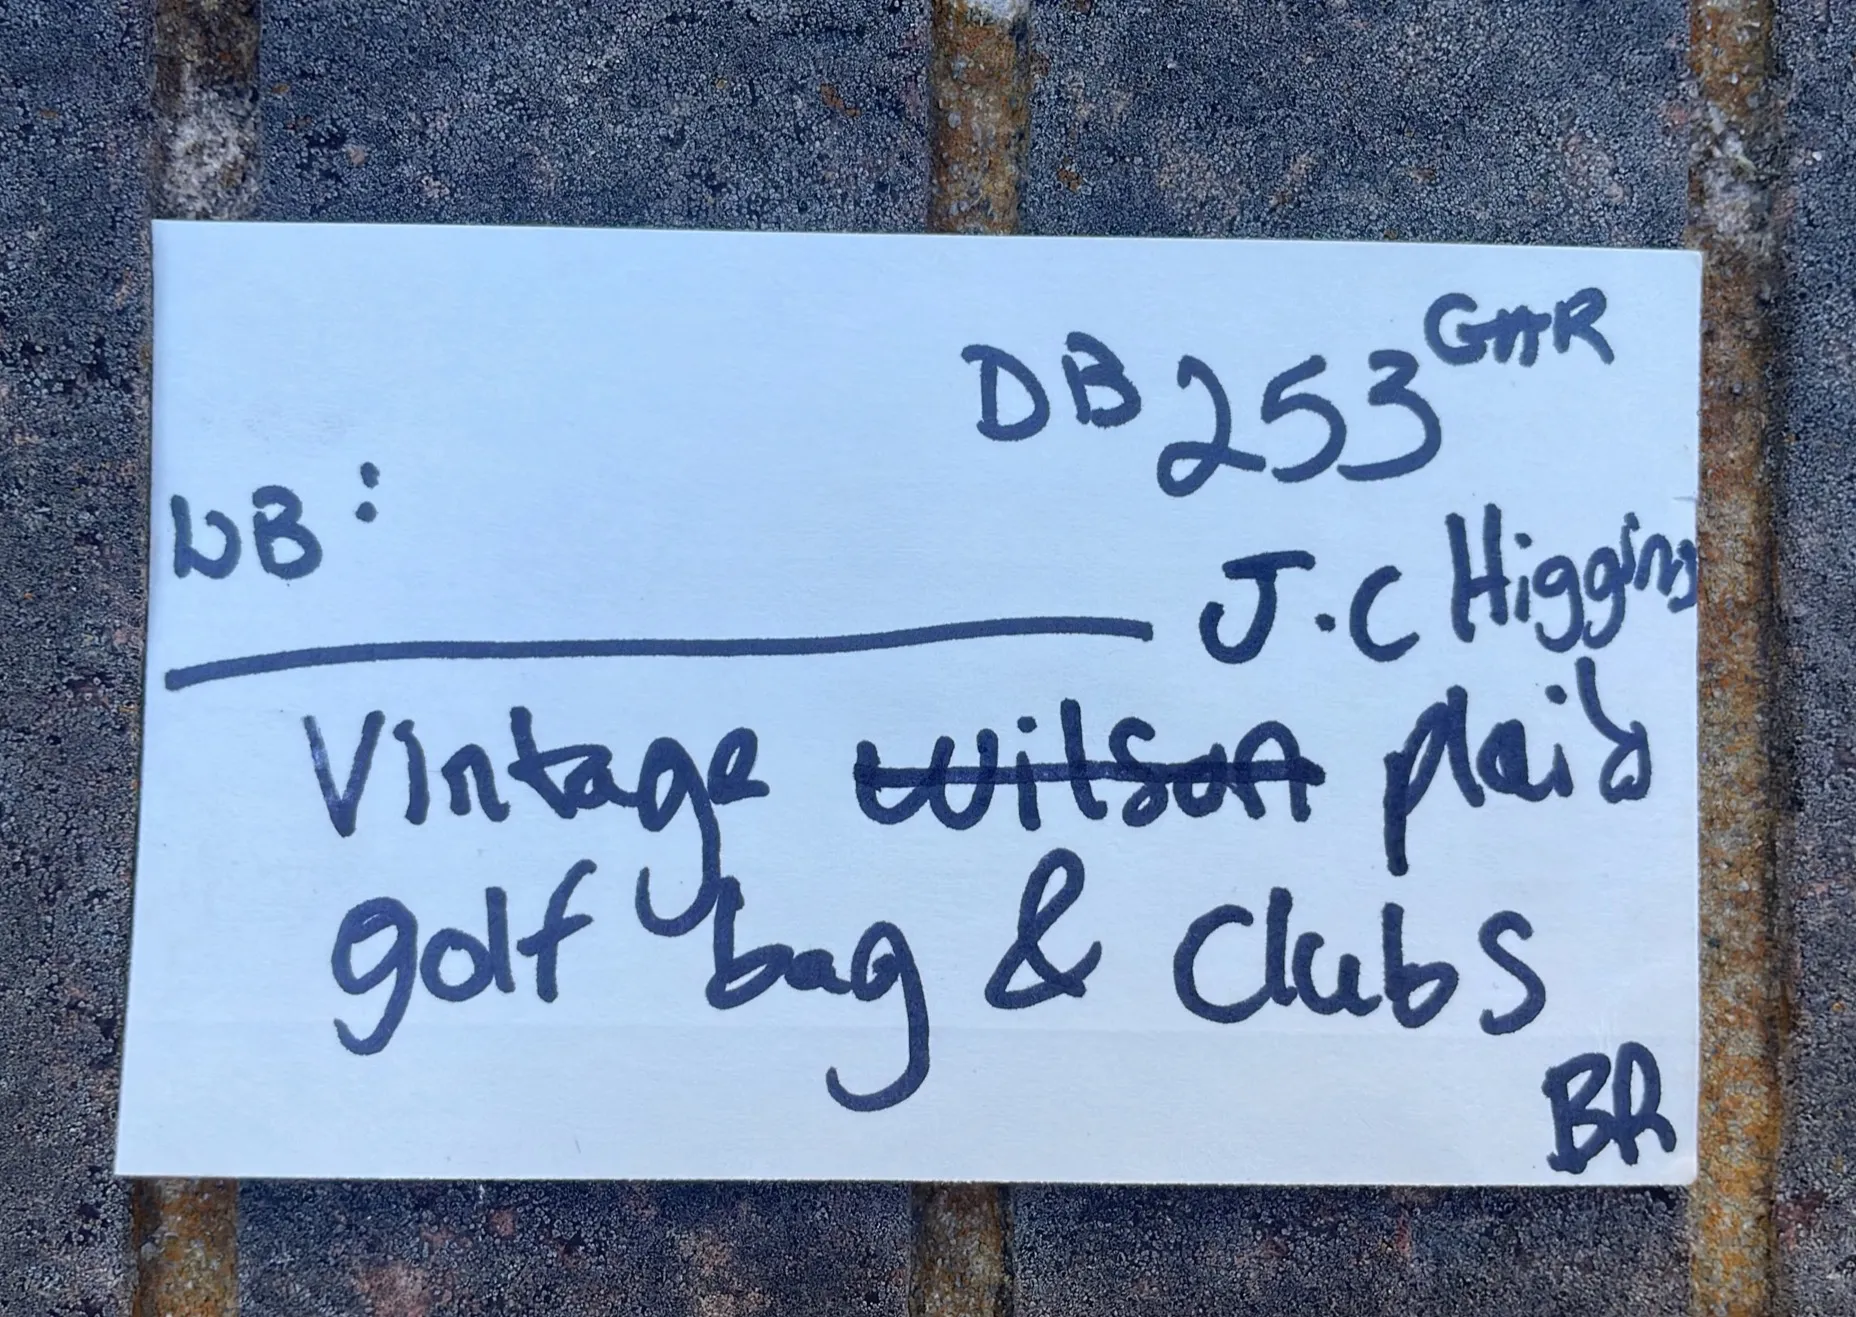 DB 253 GAR
WB:
J.C Higgins
Vintage Wilson plaid
golf bag & Clubs
BR